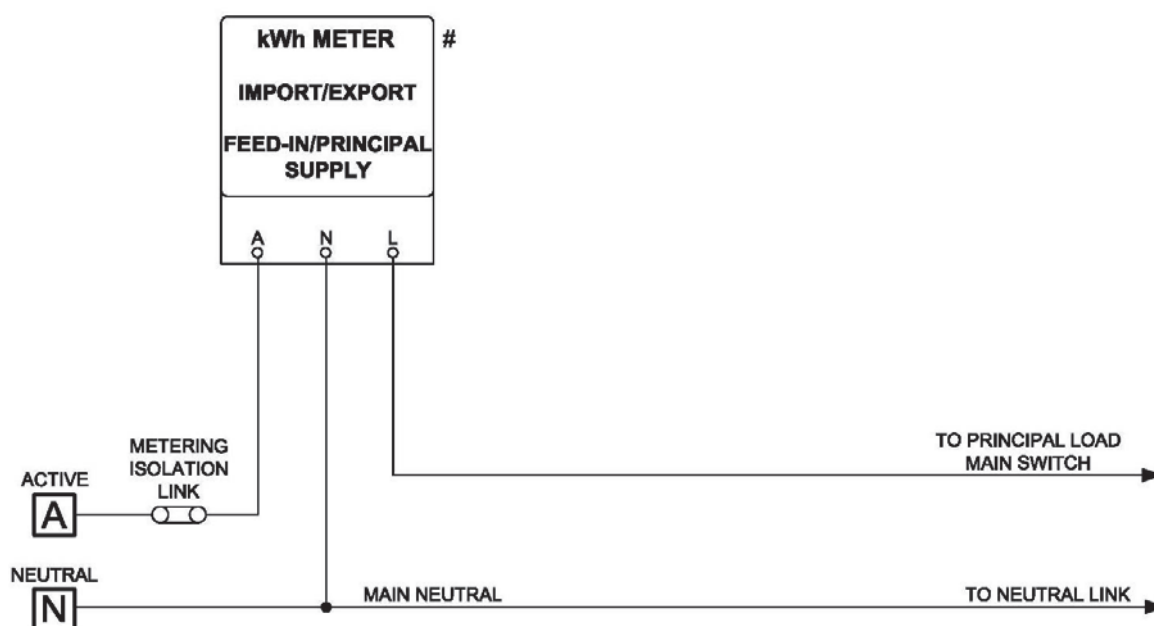 kWh METER #
IMPORT/EXPORT
FEED-IN/PRINCIPAL
SUPPLY
A N L
METERING
ISOLATION
LINK
ACTIVE
A
TO PRINCIPAL LOAD
MAIN SWITCH
NEUTRAL
N
MAIN NEUTRAL
TO NEUTRAL LINK